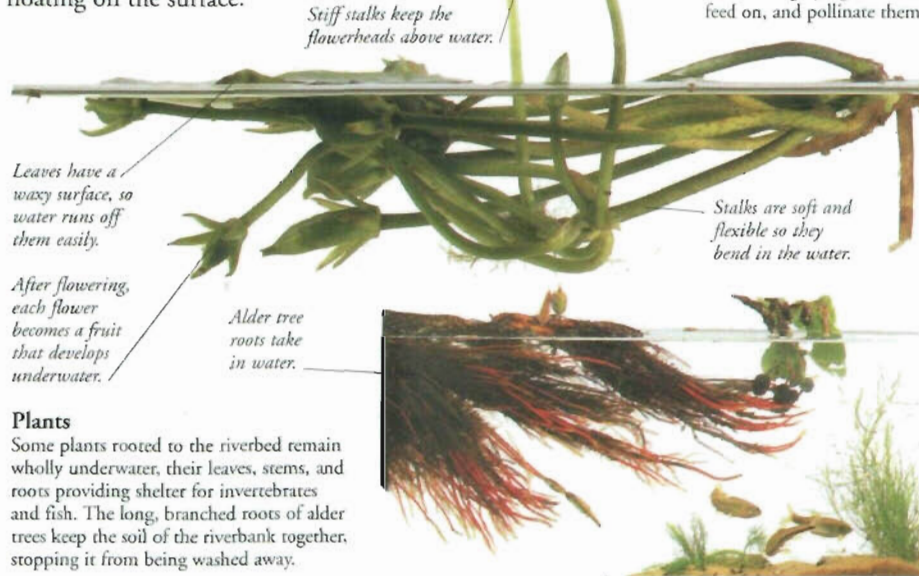 floating off the surface.
Stiff stalks keep the
flowerheads above water.
feed on, and pollinate them
Leaves have a
waxy surface, so
water runs off
them easily.
Stalks are soft and
flexible so they
bend in the water.
After flowering,
each flower
becomes a fruit
that develops
underwater.
Alder tree
roots take
in water.
Plants
Some plants rooted to the riverbed remain
wholly underwater, their leaves, stems, and
roots providing shelter for invertebrates
and fish. The long, branched roots of alder
trees keep the soil of the riverbank together,
stopping it from being washed away.